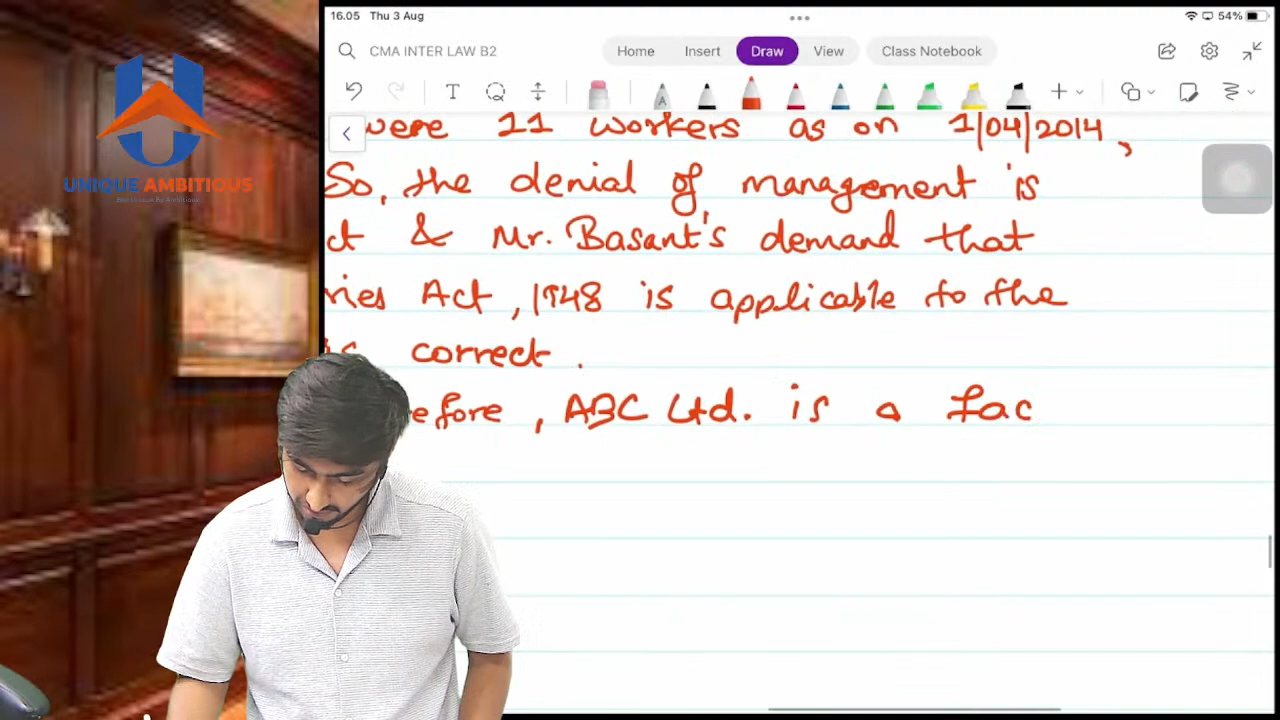 16.05 Thu 3 Aug
54%
CMA INTER LAW B2
Home Insert Draw View Class Notebook
were 11 workers as on 1/04/2014,
So, the denial of management is
ct & Mr. Basant's demand that
ries Act, 1948 is applicable to the
is correct.
efore, ABC Ltd. is a fac
UNIQUE AMBITIOUS